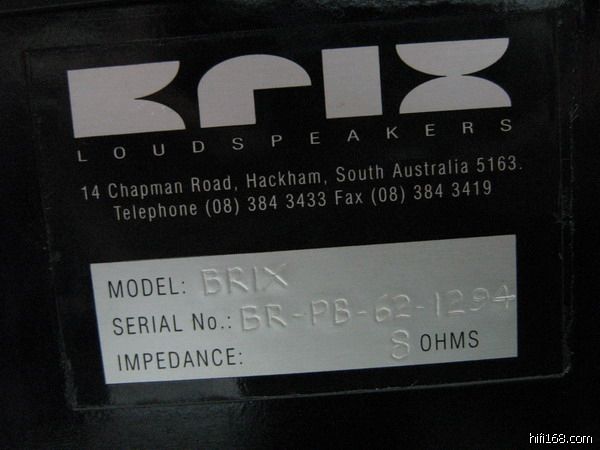 BRIX
LOUDSPEAKERS
14 Chapman Road, Hackham, South Australia 5163.
Telephone (08) 384 3433 Fax (08) 384 3419
MODEL: BRIX
SERIAL No.: BR-PB-62-1294
IMPEDANCE: 8 OHMS
hifi168.com